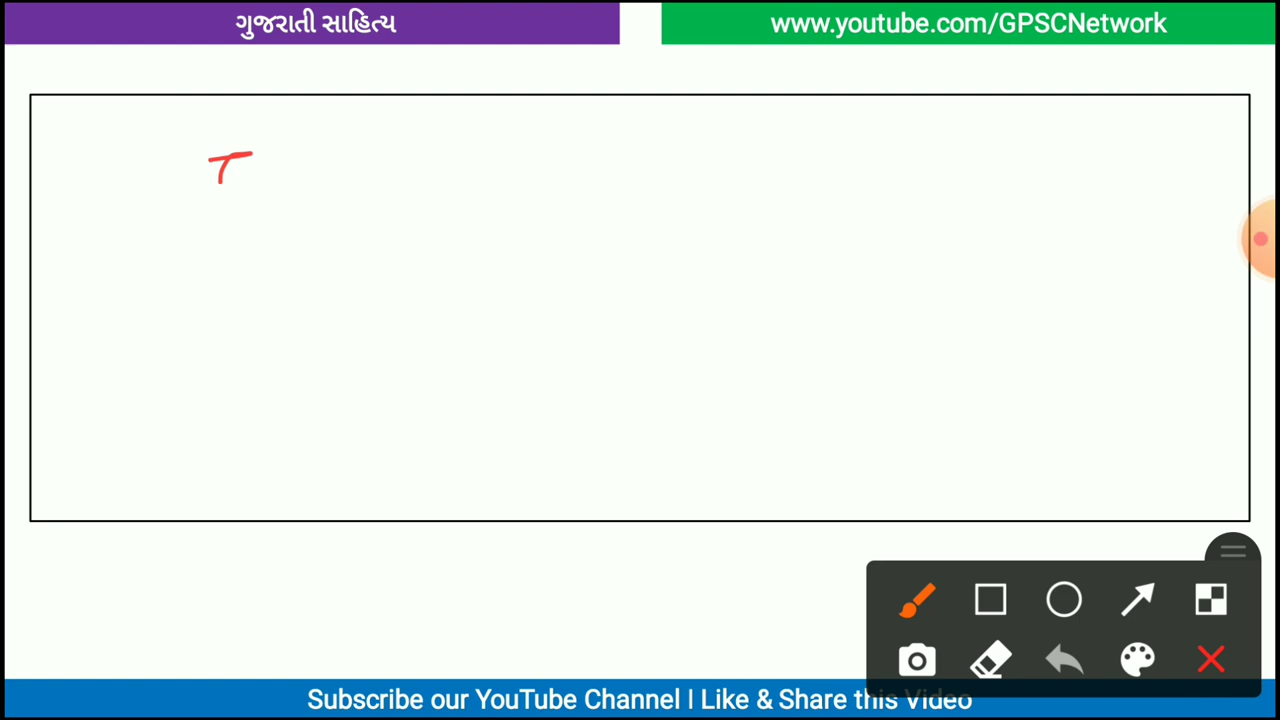 ગુજરાતી સાહિત્ય
www.youtube.com/GPSCNetwork
T
Subscribe our YouTube Channel I Like & Share this Video